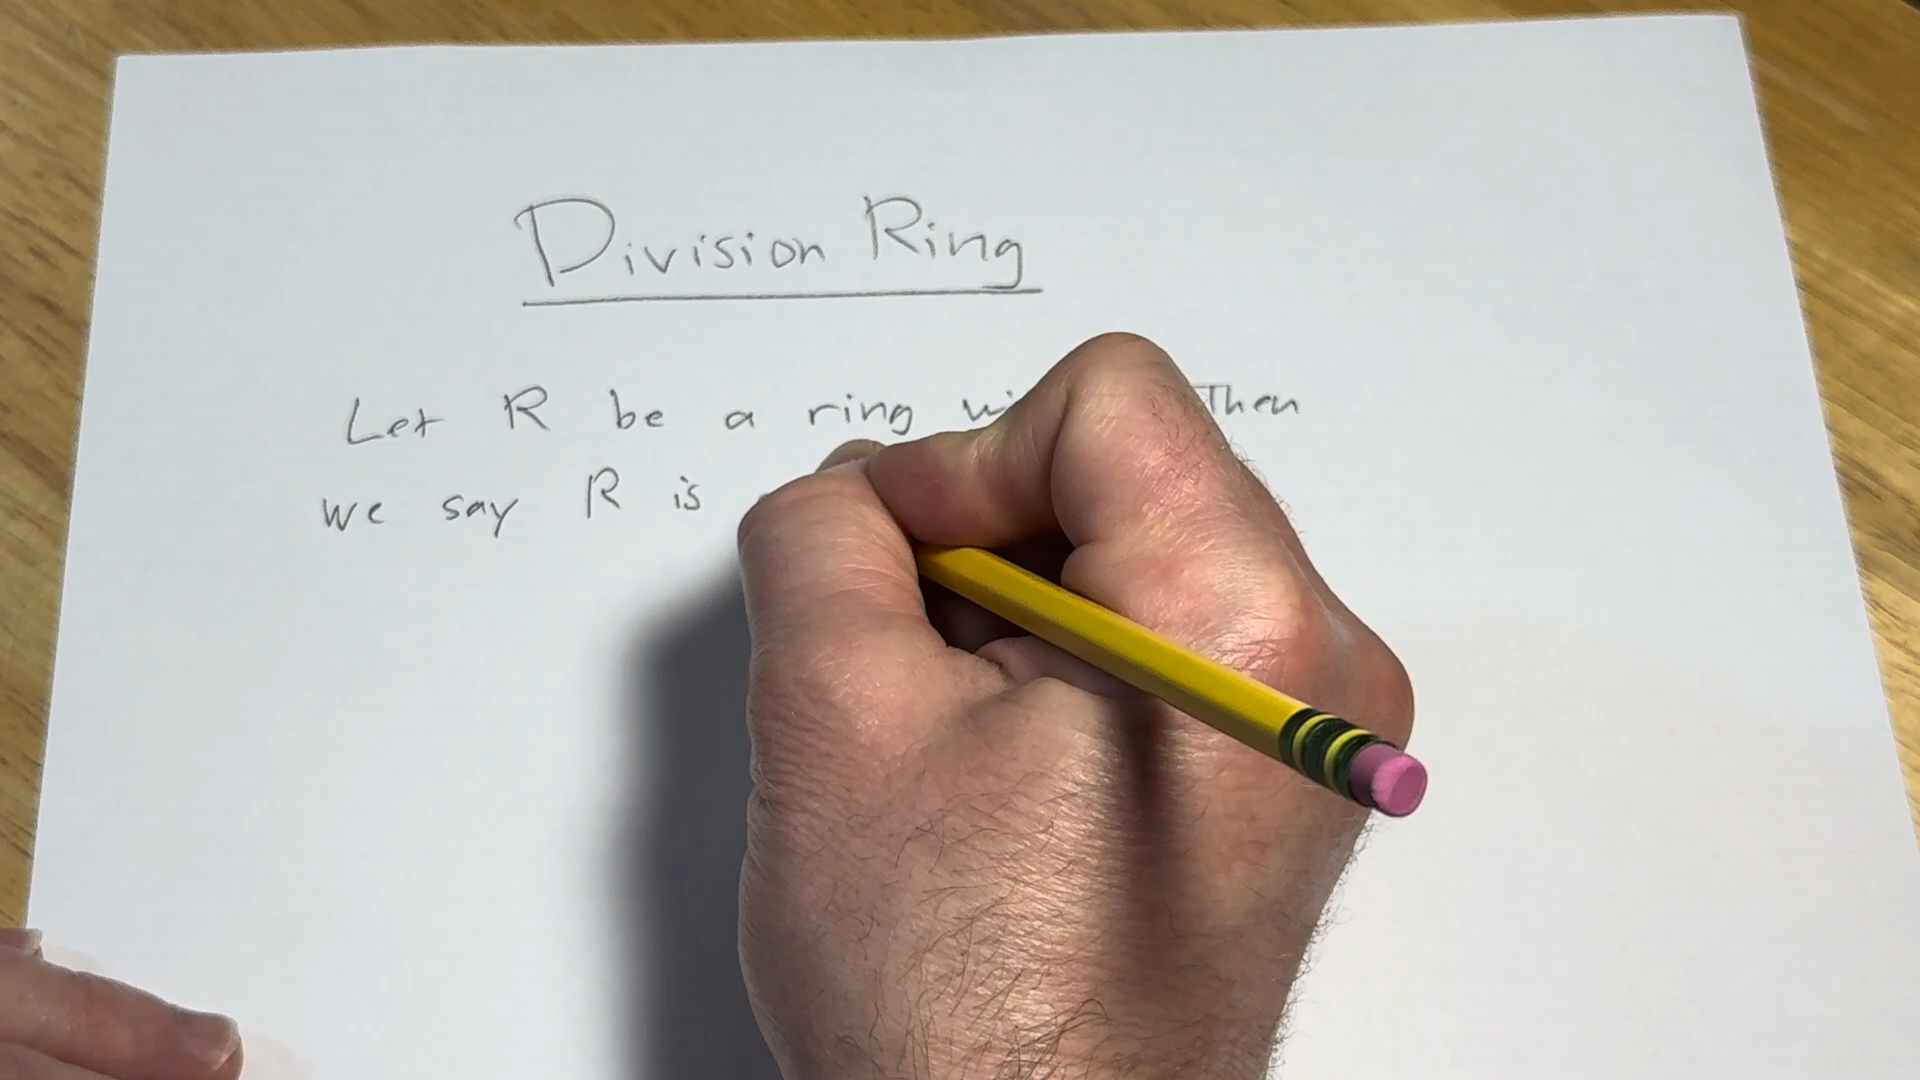 Division Ring
Let R be a ring Then
we say R is